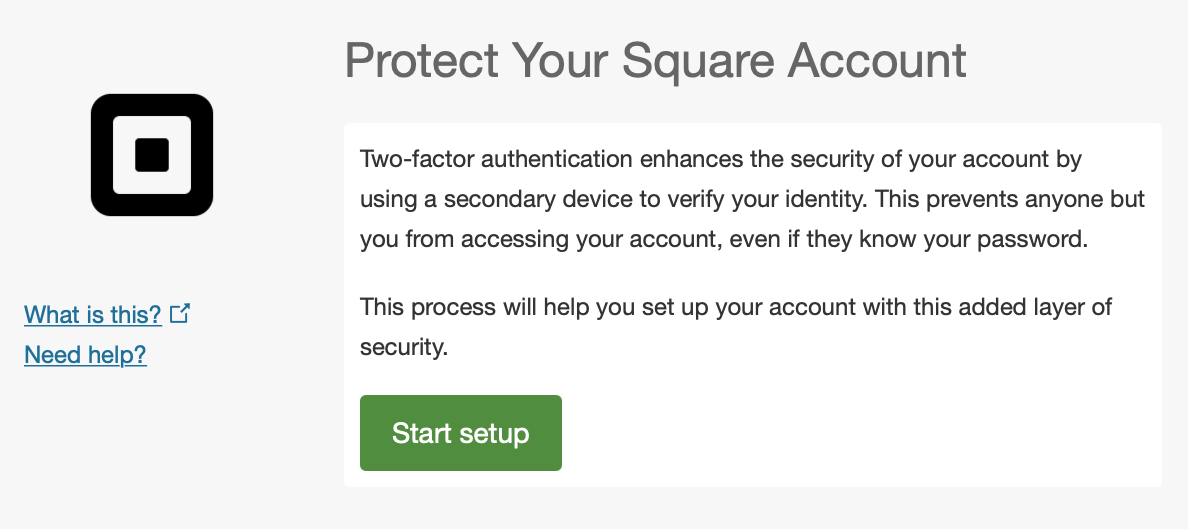 Protect Your Square Account
Two-factor authentication enhances the security of your account by
using a secondary device to verify your identity. This prevents anyone but
you from accessing your account, even if they know your password.
This process will help you set up your account with this added layer of
security.
Start setup
What is this?
Need help?